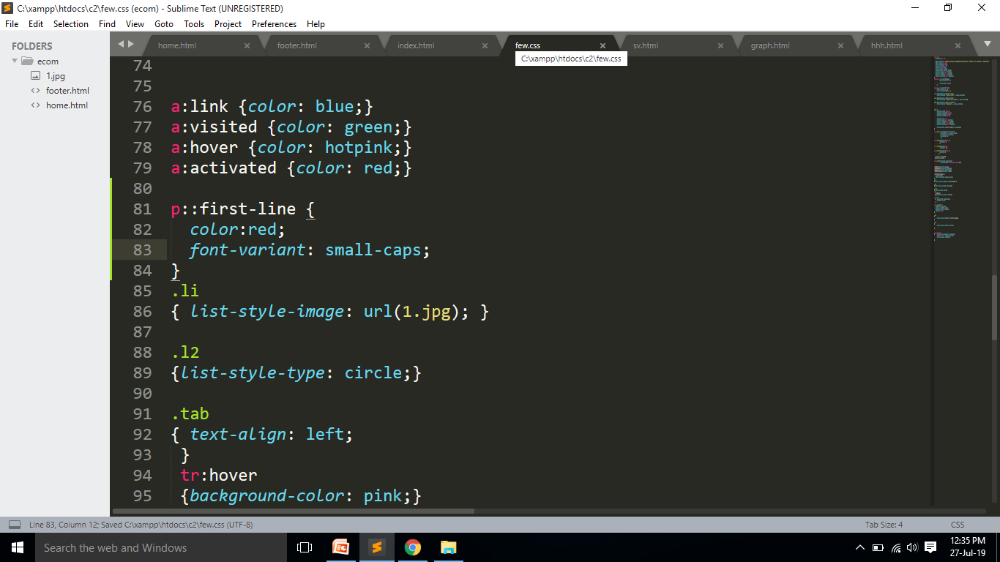 C:\xampp\htdocs\c2\few.css (ecom) - Sublime Text (UNREGISTERED)
File Edit Selection Find View Goto Tools Project Preferences Help
FOLDERS
ecom
1.jpg
footer.html
home.html
home.html footer.html index.html few.css sv.html graph.html hhh.html
C:\xampp\htdocs\c2\few.css
74
75
76 a:link {color: blue;}
77 a:visited {color: green;}
78 a:hover {color: hotpink;}
79 a:activated {color: red;}
80
81 p::first-line {
82 color:red;
83 font-variant: small-caps;
84 }
85 .li
86 { list-style-image: url(1.jpg); }
87
88 .l2
89 {list-style-type: circle;}
90
91 .tab
92 { text-align: left;
93 }
94 tr:hover
95 {background-color: pink;}
Line 83, Column 12; Saved C:\xampp\htdocs\c2\few.css (UTF-8) Tab Size: 4 CSS
Search the web and Windows
12:35 PM
27-Jul-19